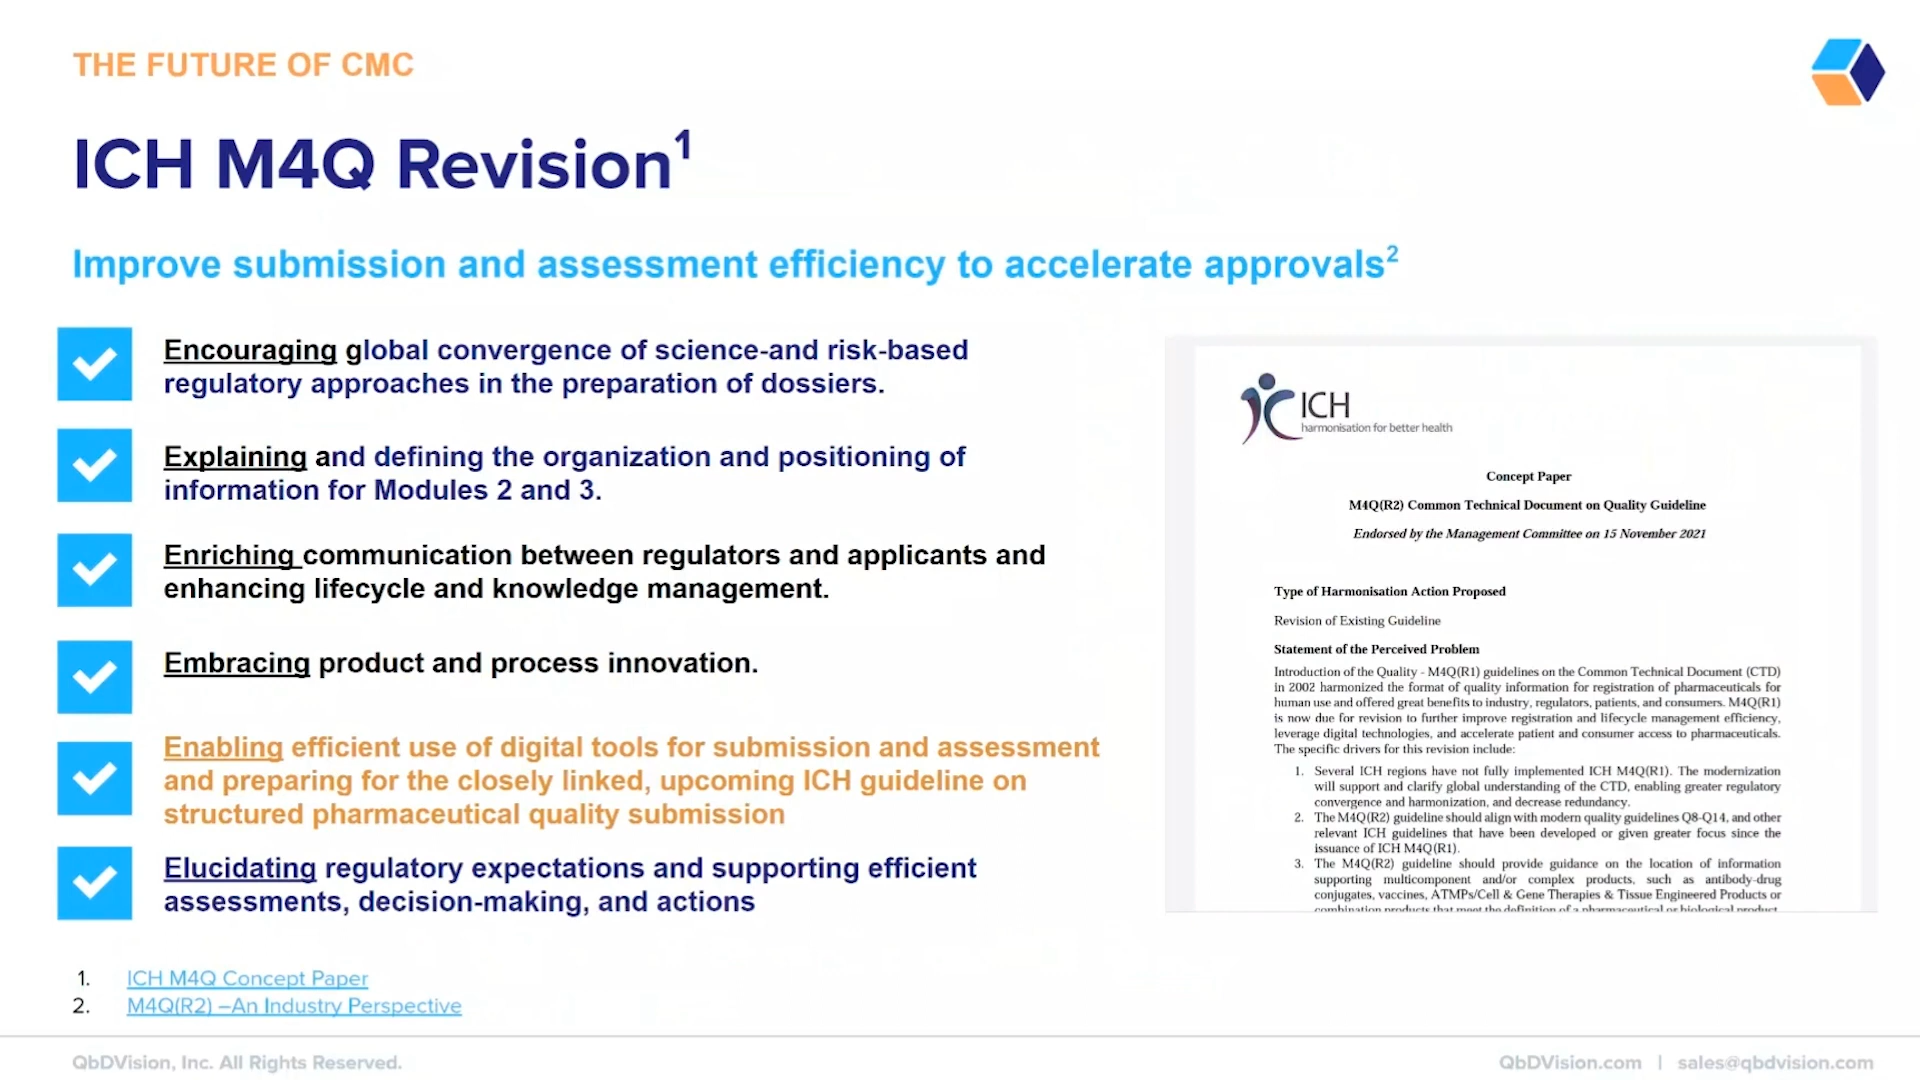 THE FUTURE OF CMC
ICH M4Q Revision1
Improve submission and assessment efficiency to accelerate approvals2
Encouraging global convergence of science-and risk-based
regulatory approaches in the preparation of dossiers.
Explaining and defining the organization and positioning of
information for Modules 2 and 3.
Enriching communication between regulators and applicants and
enhancing lifecycle and knowledge management.
Embracing product and process innovation.
Enabling efficient use of digital tools for submission and assessment
and preparing for the closely linked, upcoming ICH guideline on
structured pharmaceutical quality submission
Elucidating regulatory expectations and supporting efficient
assessments, decision-making, and actions
ICH
harmonisation for better health
Concept Paper
M4Q(R2) Common Technical Document on Quality Guideline
Endorsed by the Management Committee on 15 November 2021
Type of Harmonisation Action Proposed
Revision of Existing Guideline
Statement of the Perceived Problem
Introduction of the Quality - M4Q(R1) guidelines on the Common Technical Document (CTD)
in 2002 harmonized the format of quality information for registration of pharmaceuticals for
human use and offered great benefits to industry, regulators, patients, and consumers. M4Q(R1)
is now due for revision to further improve registration and lifecycle management efficiency,
leverage digital technologies, and accelerate patient and consumer access to pharmaceuticals.
The specific drivers for this revision include:
1. Several ICH regions have not fully implemented ICH M4Q(R1). The modernization
will support and clarify global understanding of the CTD, enabling greater regulatory
convergence and harmonization, and decrease redundancy.
2. The M4Q(R2) guideline should align with modern quality guidelines Q8-Q14, and other
relevant ICH guidelines that have been developed or given greater focus since the
issuance of ICH M4Q(R1).
3. The M4Q(R2) guideline should provide guidance on the location of information
supporting multicomponent and/or complex products, such as antibody-drug
conjugates, vaccines, ATMPs/Cell & Gene Therapies & Tissue Engineered Products or
combination products that meet the definition of a pharmaceutical or biological product
1. ICH M4Q Concept Paper
2. M4Q(R2) –An Industry Perspective
QbDVision, Inc. All Rights Reserved.
QbDVision.com | sales@qbdvision.com